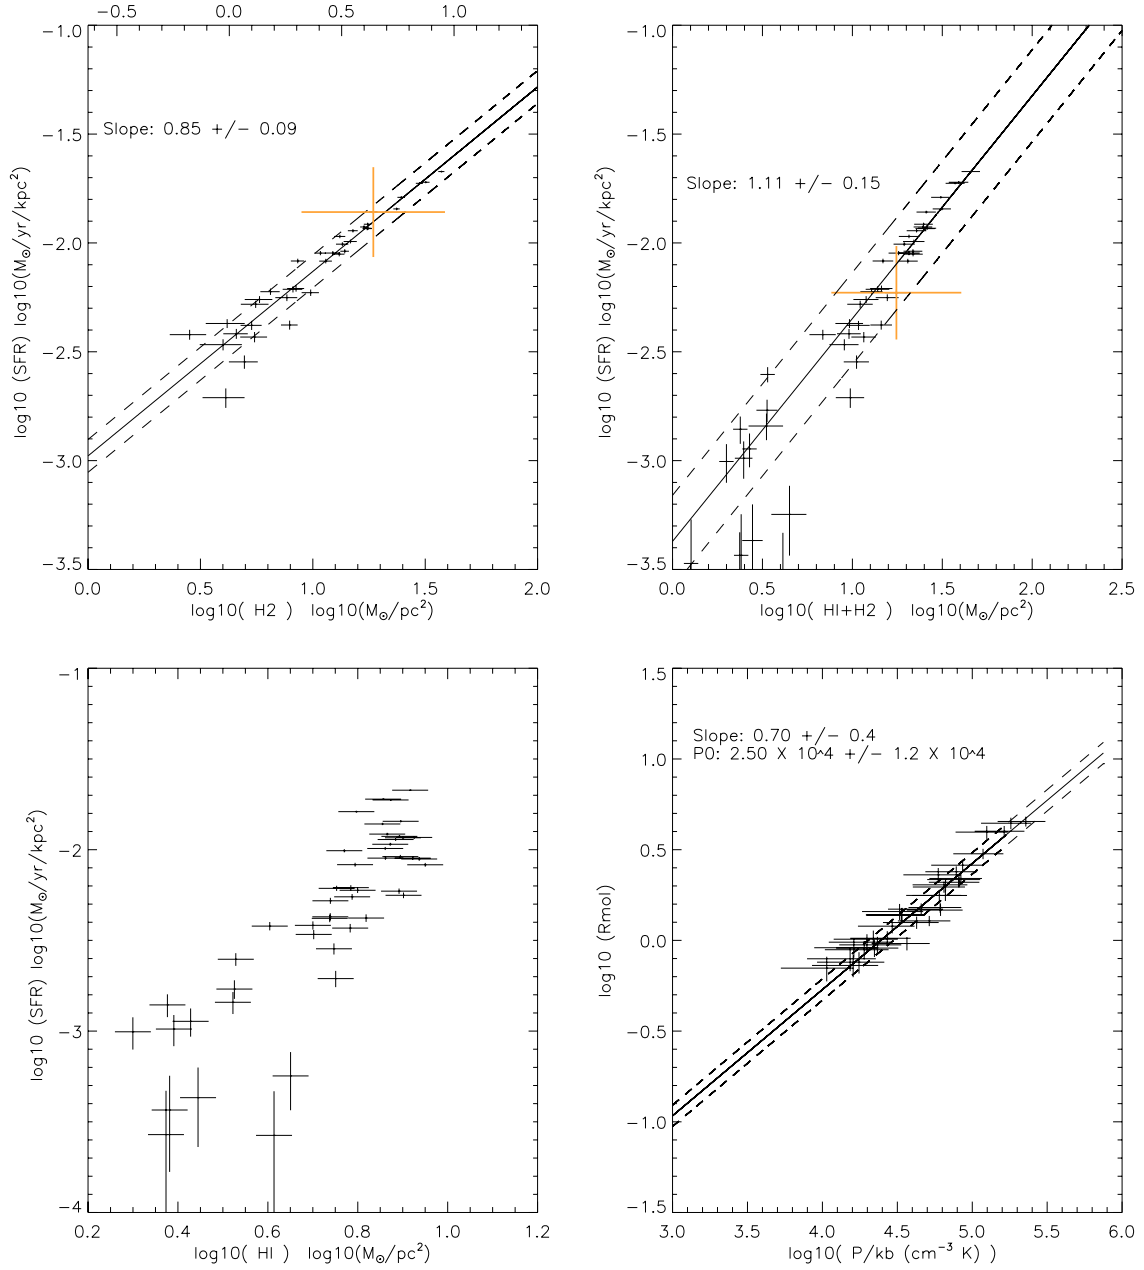 -0.5 0.0 0.5 1.0
-1.0
-1.5
-2.0
-2.5
-3.0
-3.5
log10 (SFR) log10(M⊙/yr/kpc²)
Slope: 0.85 +/- 0.09
0.0 0.5 1.0 1.5 2.0
log10( H2 ) log10(M⊙/pc²)
-1.0
-1.5
-2.0
-2.5
-3.0
-3.5
log10 (SFR) log10(M⊙/yr/kpc²)
Slope: 1.11 +/- 0.15
0.0 0.5 1.0 1.5 2.0 2.5
log10( HI+H2 ) log10(M⊙/pc²)
-1
-2
-3
-4
log10 (SFR) log10(M⊙/yr/kpc²)
0.2 0.4 0.6 0.8 1.0 1.2
log10( HI ) log10(M⊙/pc²)
1.5
1.0
0.5
0.0
-0.5
-1.0
-1.5
log10 (Rmol)
Slope: 0.70 +/- 0.4
P0: 2.50 X 10^4 +/- 1.2 X 10^4
3.0 4.0 4.5 5.0 5.5 6.0
log10( P/kb (cm⁻³ K) )